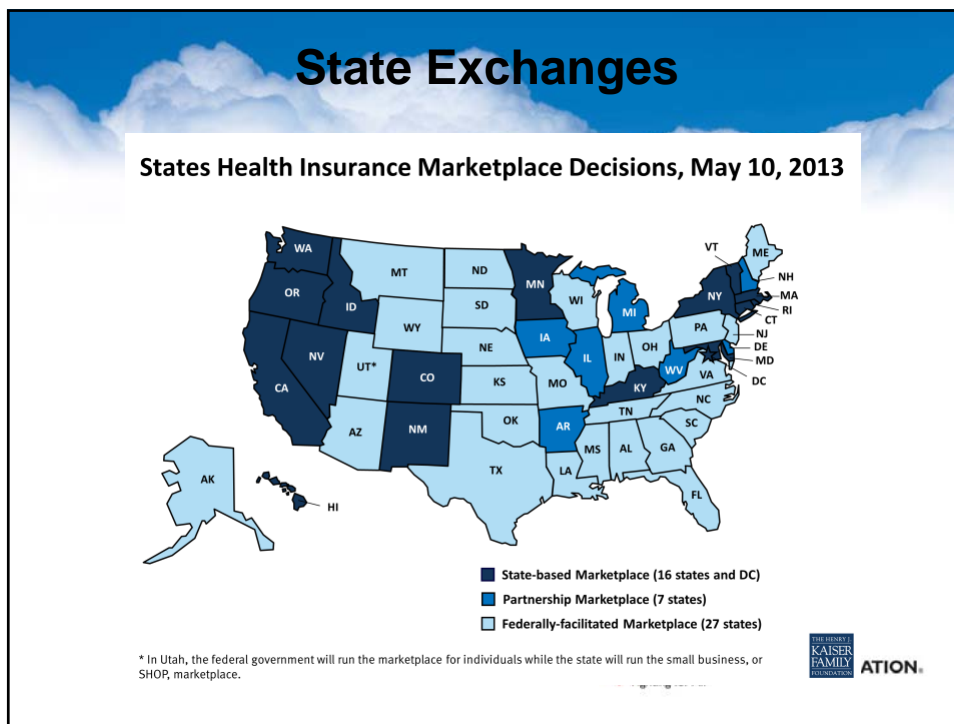 State Exchanges
States Health Insurance Marketplace Decisions, May 10, 2013
WA
OR
CA
NV
ID
MT
WY
UT*
AZ
CO
NM
ND
SD
NE
KS
OK
TX
MN
IA
MO
AR
LA
WI
IL
MI
IN
OH
KY
TN
MS
AL
GA
FL
SC
NC
VA
WV
PA
NY
VT
ME
NH
MA
RI
CT
NJ
DE
MD
DC
AK
HI
State-based Marketplace (16 states and DC)
Partnership Marketplace (7 states)
Federally-facilitated Marketplace (27 states)
* In Utah, the federal government will run the marketplace for individuals while the state will run the small business, or
SHOP, marketplace.
THE HENRY J.
KAISER
FAMILY
FOUNDATION
ATION.